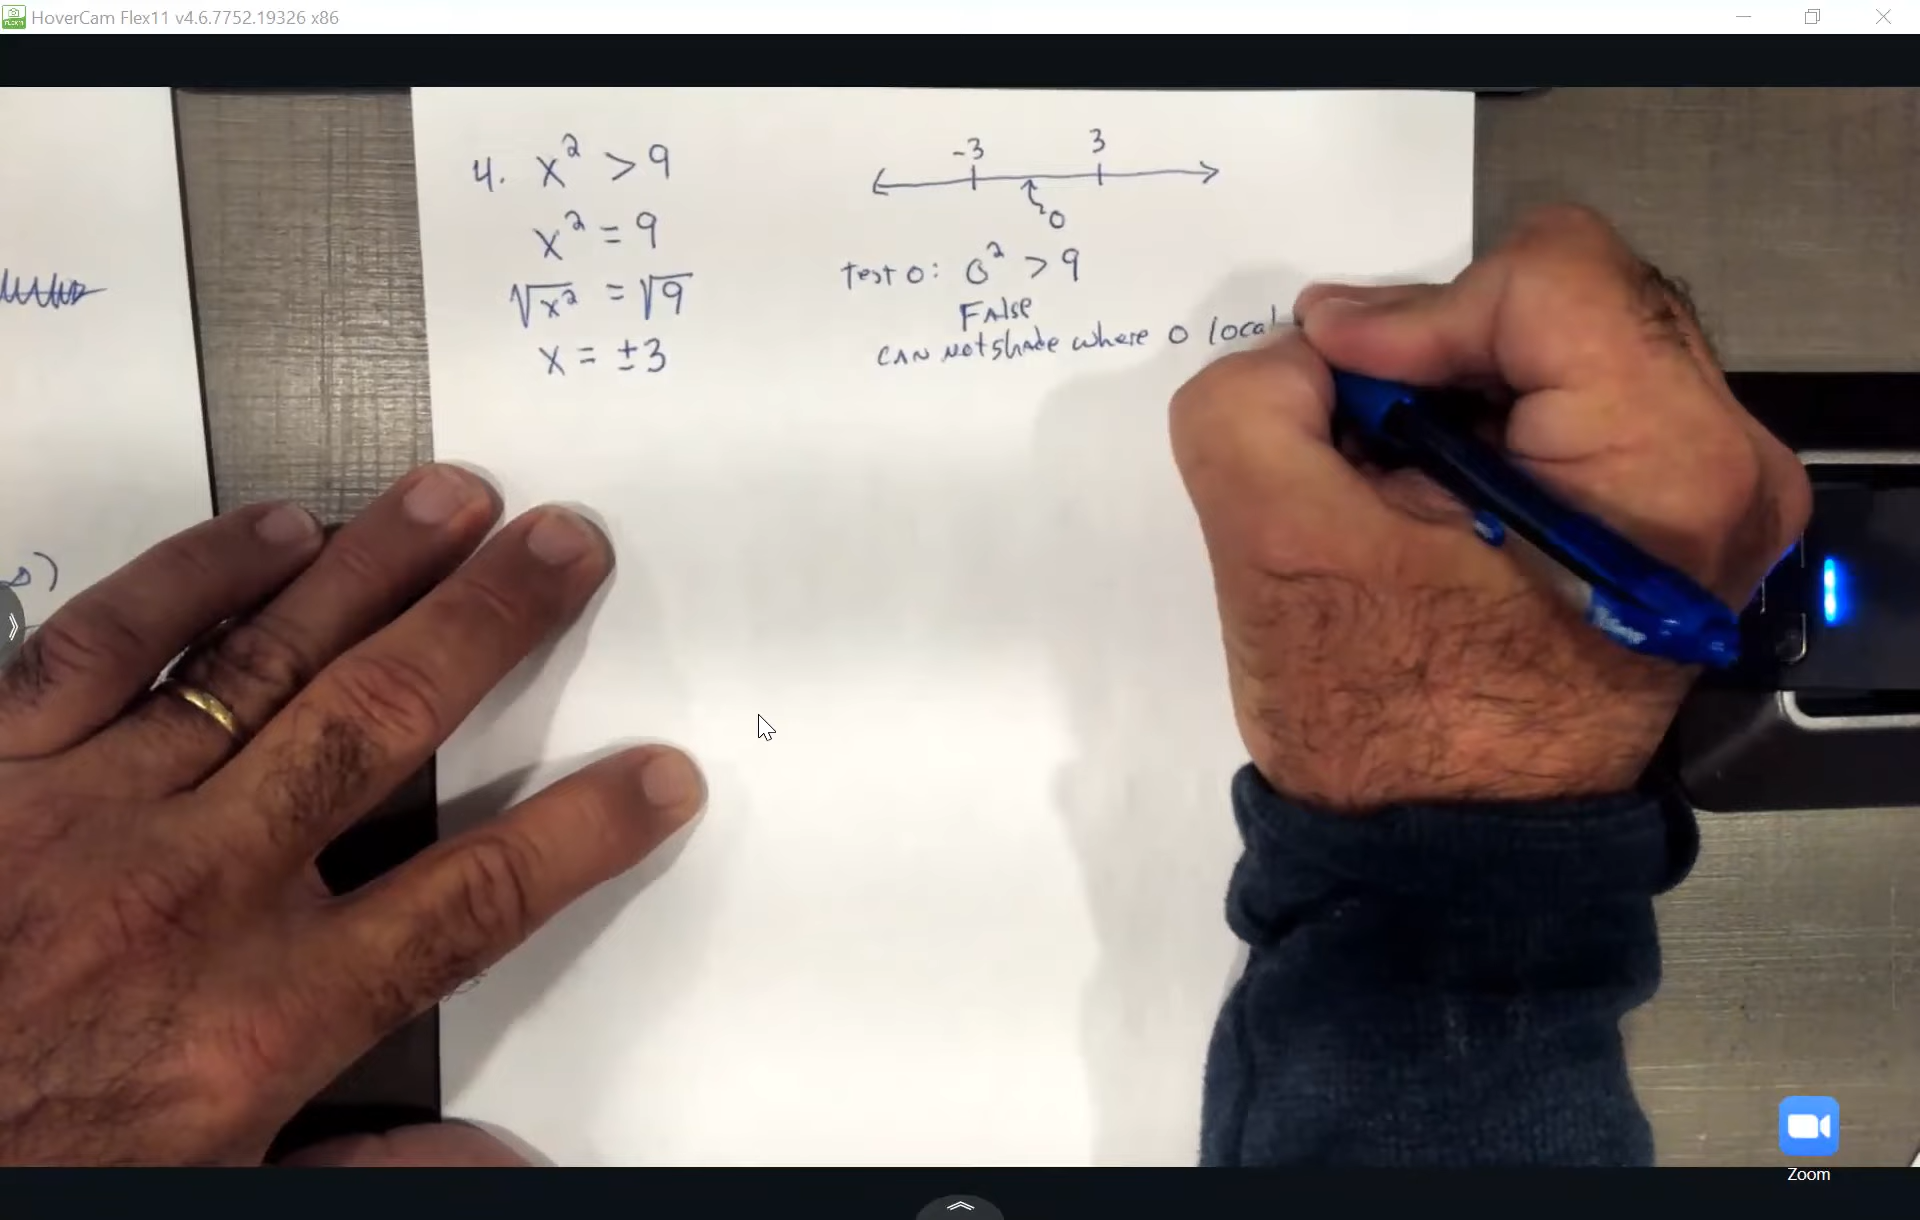 HoverCam Flex11 v4.6.7752.19326 x86
4. x² > 9
x² = 9
√x² = √9
x = ±3
-3 3
0
Test 0: 0² > 9
False
CAN Not shade where 0 local
Zoom